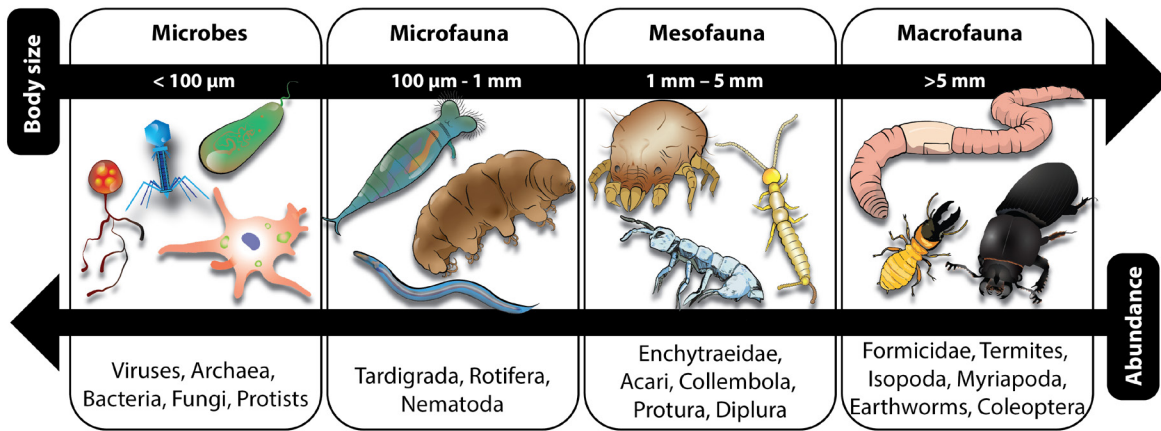 Body size
Microbes
Microfauna
Mesofauna
Macrofauna
< 100 µm
100 µm - 1 mm
1 mm – 5 mm
>5 mm
Abundance
Viruses, Archaea,
Bacteria, Fungi, Protists
Tardigrada, Rotifera,
Nematoda
Enchytraeidae,
Acari, Collembola,
Protura, Diplura
Formicidae, Termites,
Isopoda, Myriapoda,
Earthworms, Coleoptera